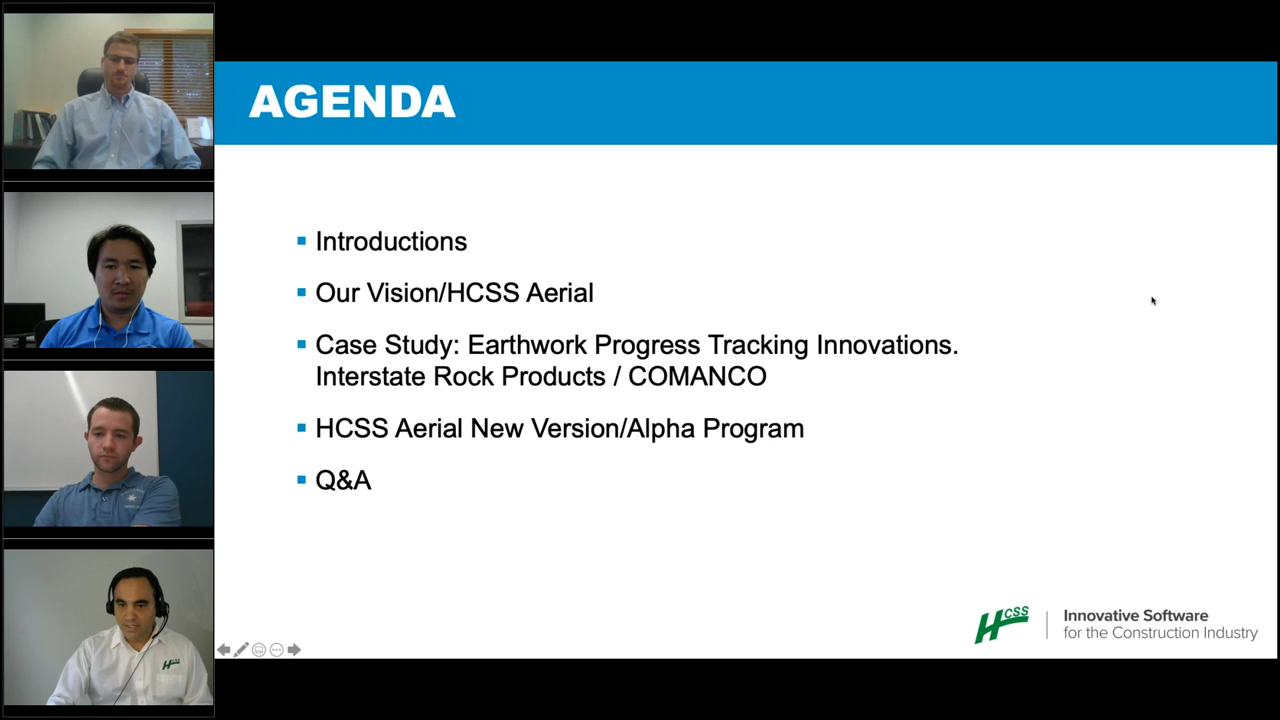 AGENDA
Introductions
Our Vision/HCSS Aerial
Case Study: Earthwork Progress Tracking Innovations.
Interstate Rock Products / COMANCO
HCSS Aerial New Version/Alpha Program
Q&A
HCSS
Innovative Software
for the Construction Industry
HCSS